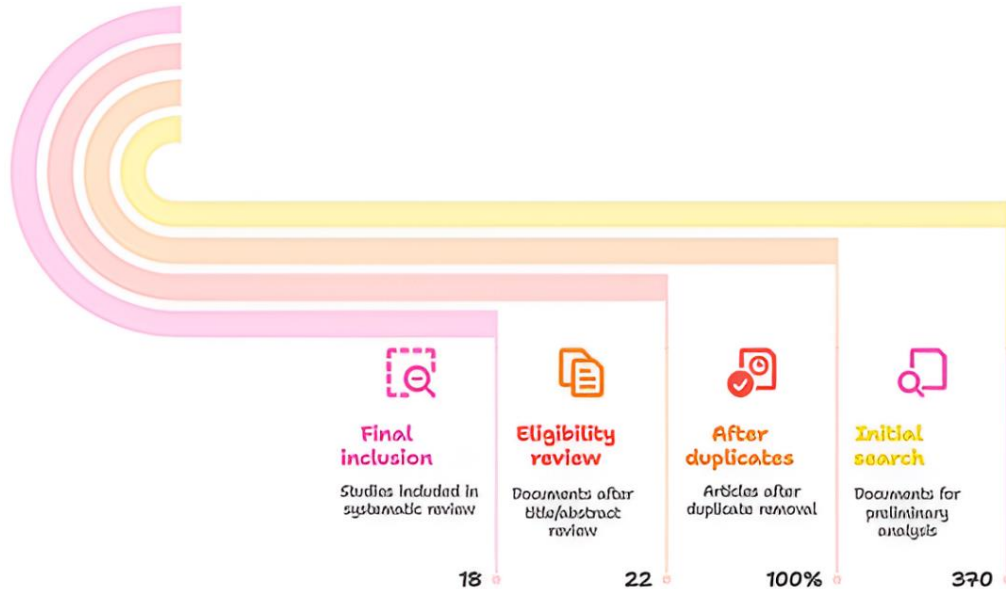 Final
inclusion
Studies included in
systematic review
18
Eligibility
review
Documents after
title/abstract
review
22
After
duplicates
Articles after
duplicate removal
100%
Initial
search
Documents for
preliminary
analysis
370